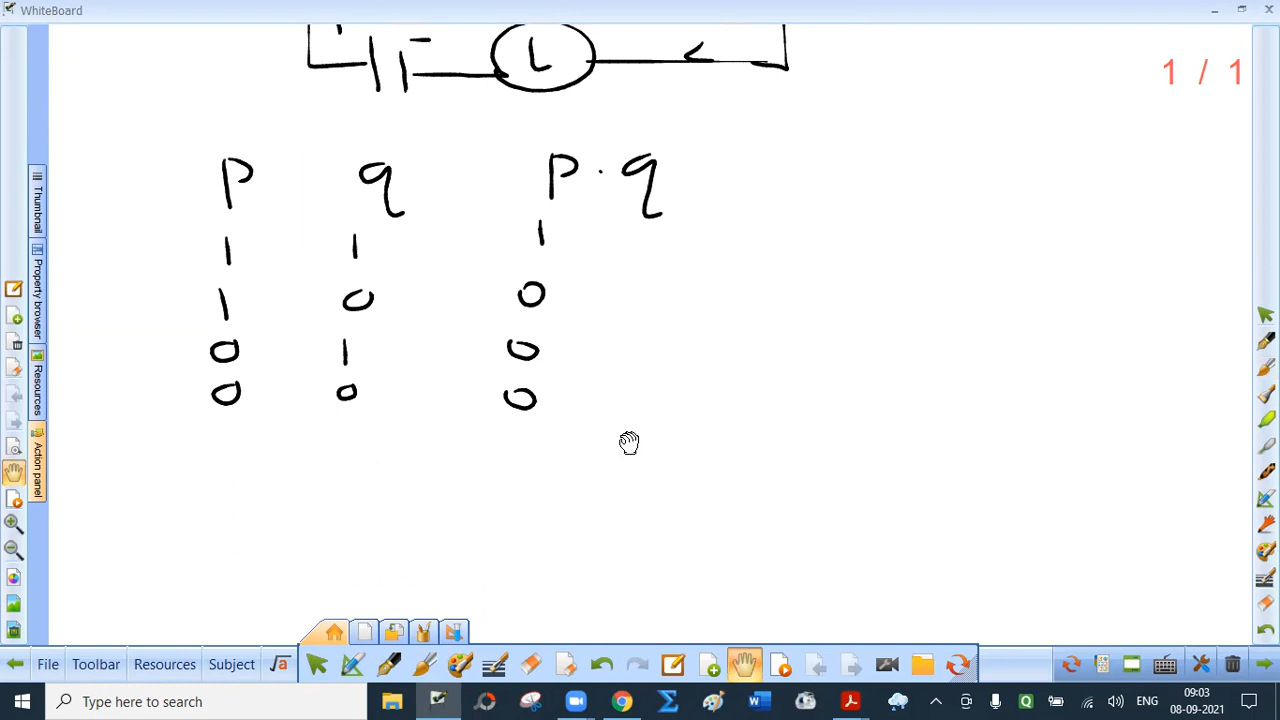 WhiteBoard
L
1 / 1
p q p · q
1 1 1
1 0 0
0 1 0
0 0 0
Thumbnail
Property browser
Resources
Action panel
File Toolbar Resources Subject √a
Type here to search
ENG
09:03
08-09-2021